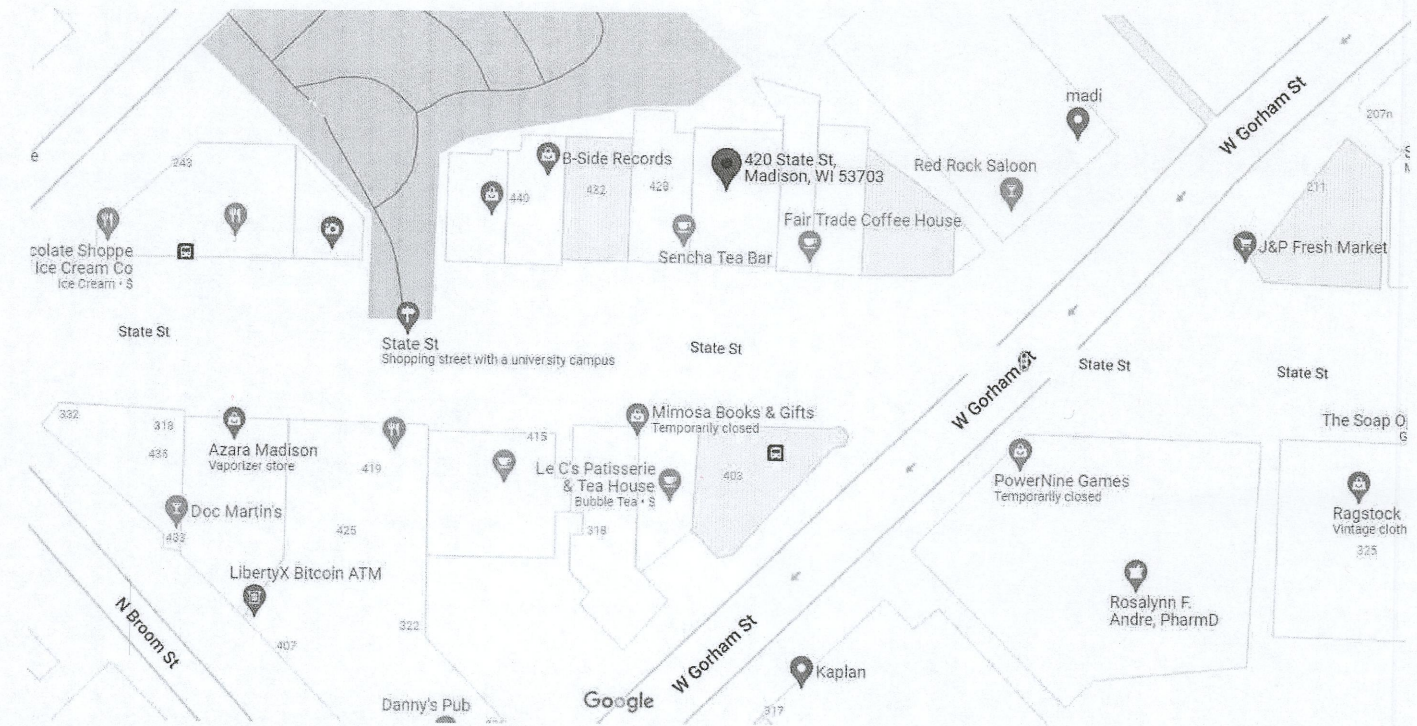 madi
W Gorham St
207n
e
243
B-Side Records
420 State St,
Madison, WI 53703
Red Rock Saloon
440
432
428
211
Fair Trade Coffee House
colate Shoppe
Ice Cream Co
Ice Cream • S
Sencha Tea Bar
J&P Fresh Market
State St
State St
Shopping street with a university campus
State St
W Gorham St
State St
State St
332
318
436
Azara Madison
Vaporizer store
419
415
Mimosa Books & Gifts
Temporarily closed
The Soap O
G
Le C's Patisserie
& Tea House
Bubble Tea • S
403
PowerNine Games
Temporarily closed
Doc Martin's
433
425
318
Ragstock
Vintage cloth
325
LibertyX Bitcoin ATM
Rosalynn F.
Andre, PharmD
N Broom St
322
407
W Gorham St
Kaplan
Danny's Pub
Google
317